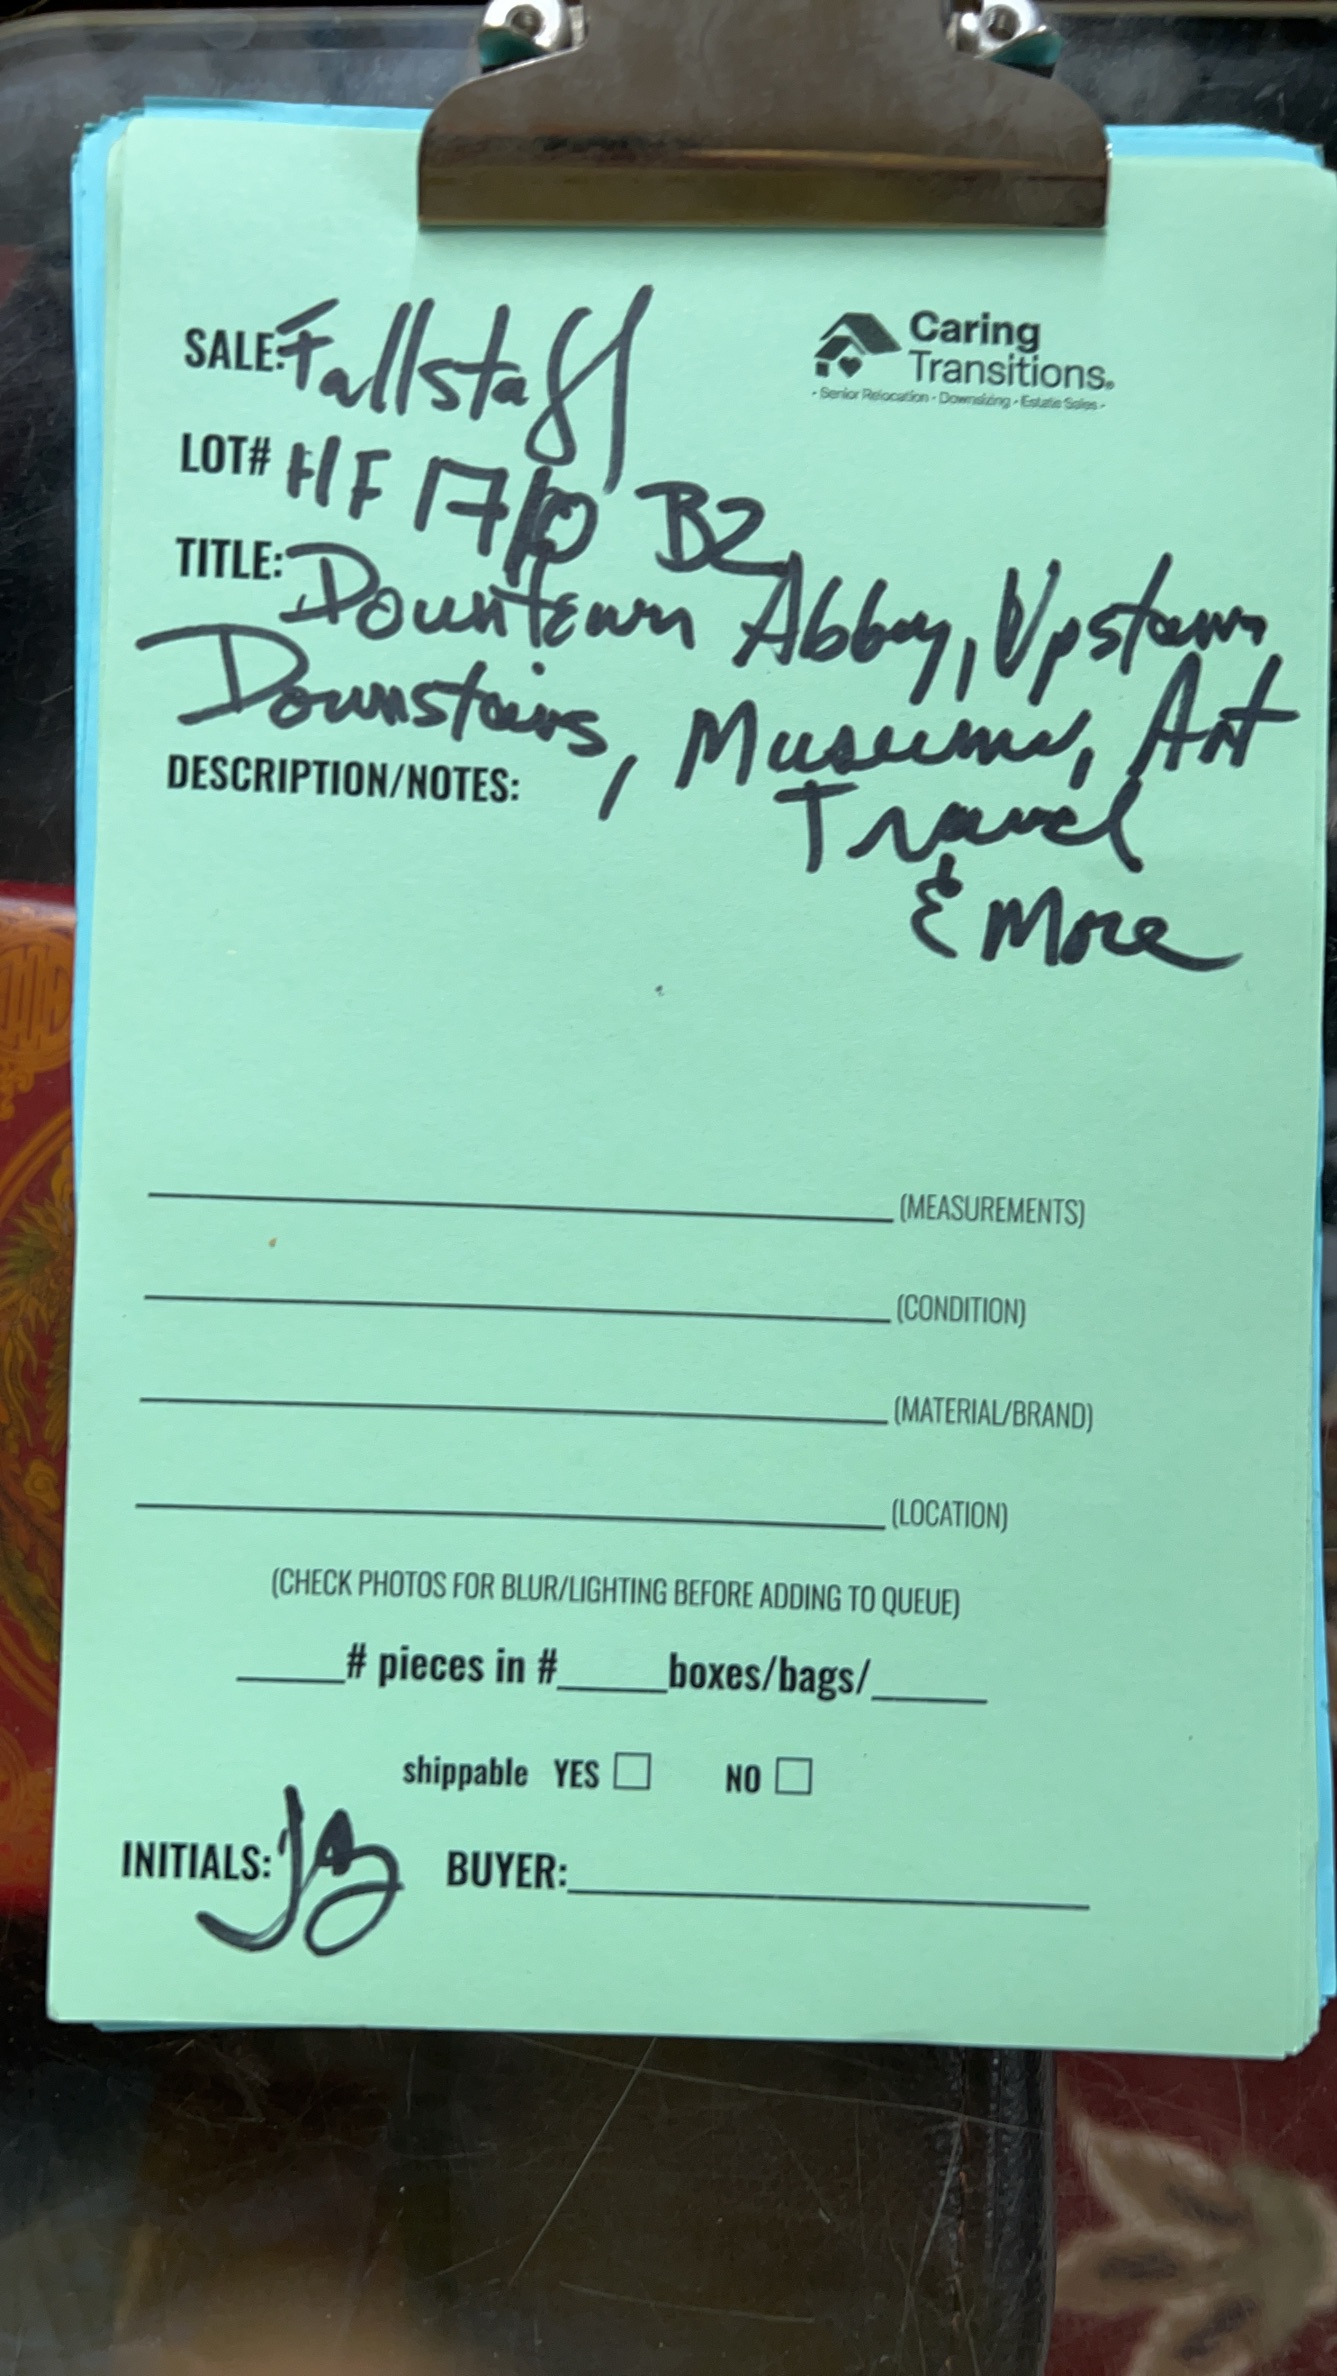 Caring
Transitions®
- Senior Relocation - Downsizing - Estate Sales -
SALE: Fallstaff
LOT# HF 17/10 B2
TITLE: Downtown Abbey, Upstairs
Downstairs, Museums, Art
Travel
& More
DESCRIPTION/NOTES:
(MEASUREMENTS)
(CONDITION)
(MATERIAL/BRAND)
(LOCATION)
(CHECK PHOTOS FOR BLUR/LIGHTING BEFORE ADDING TO QUEUE)
# pieces in # boxes/bags/
shippable YES NO
INITIALS: BUYER: